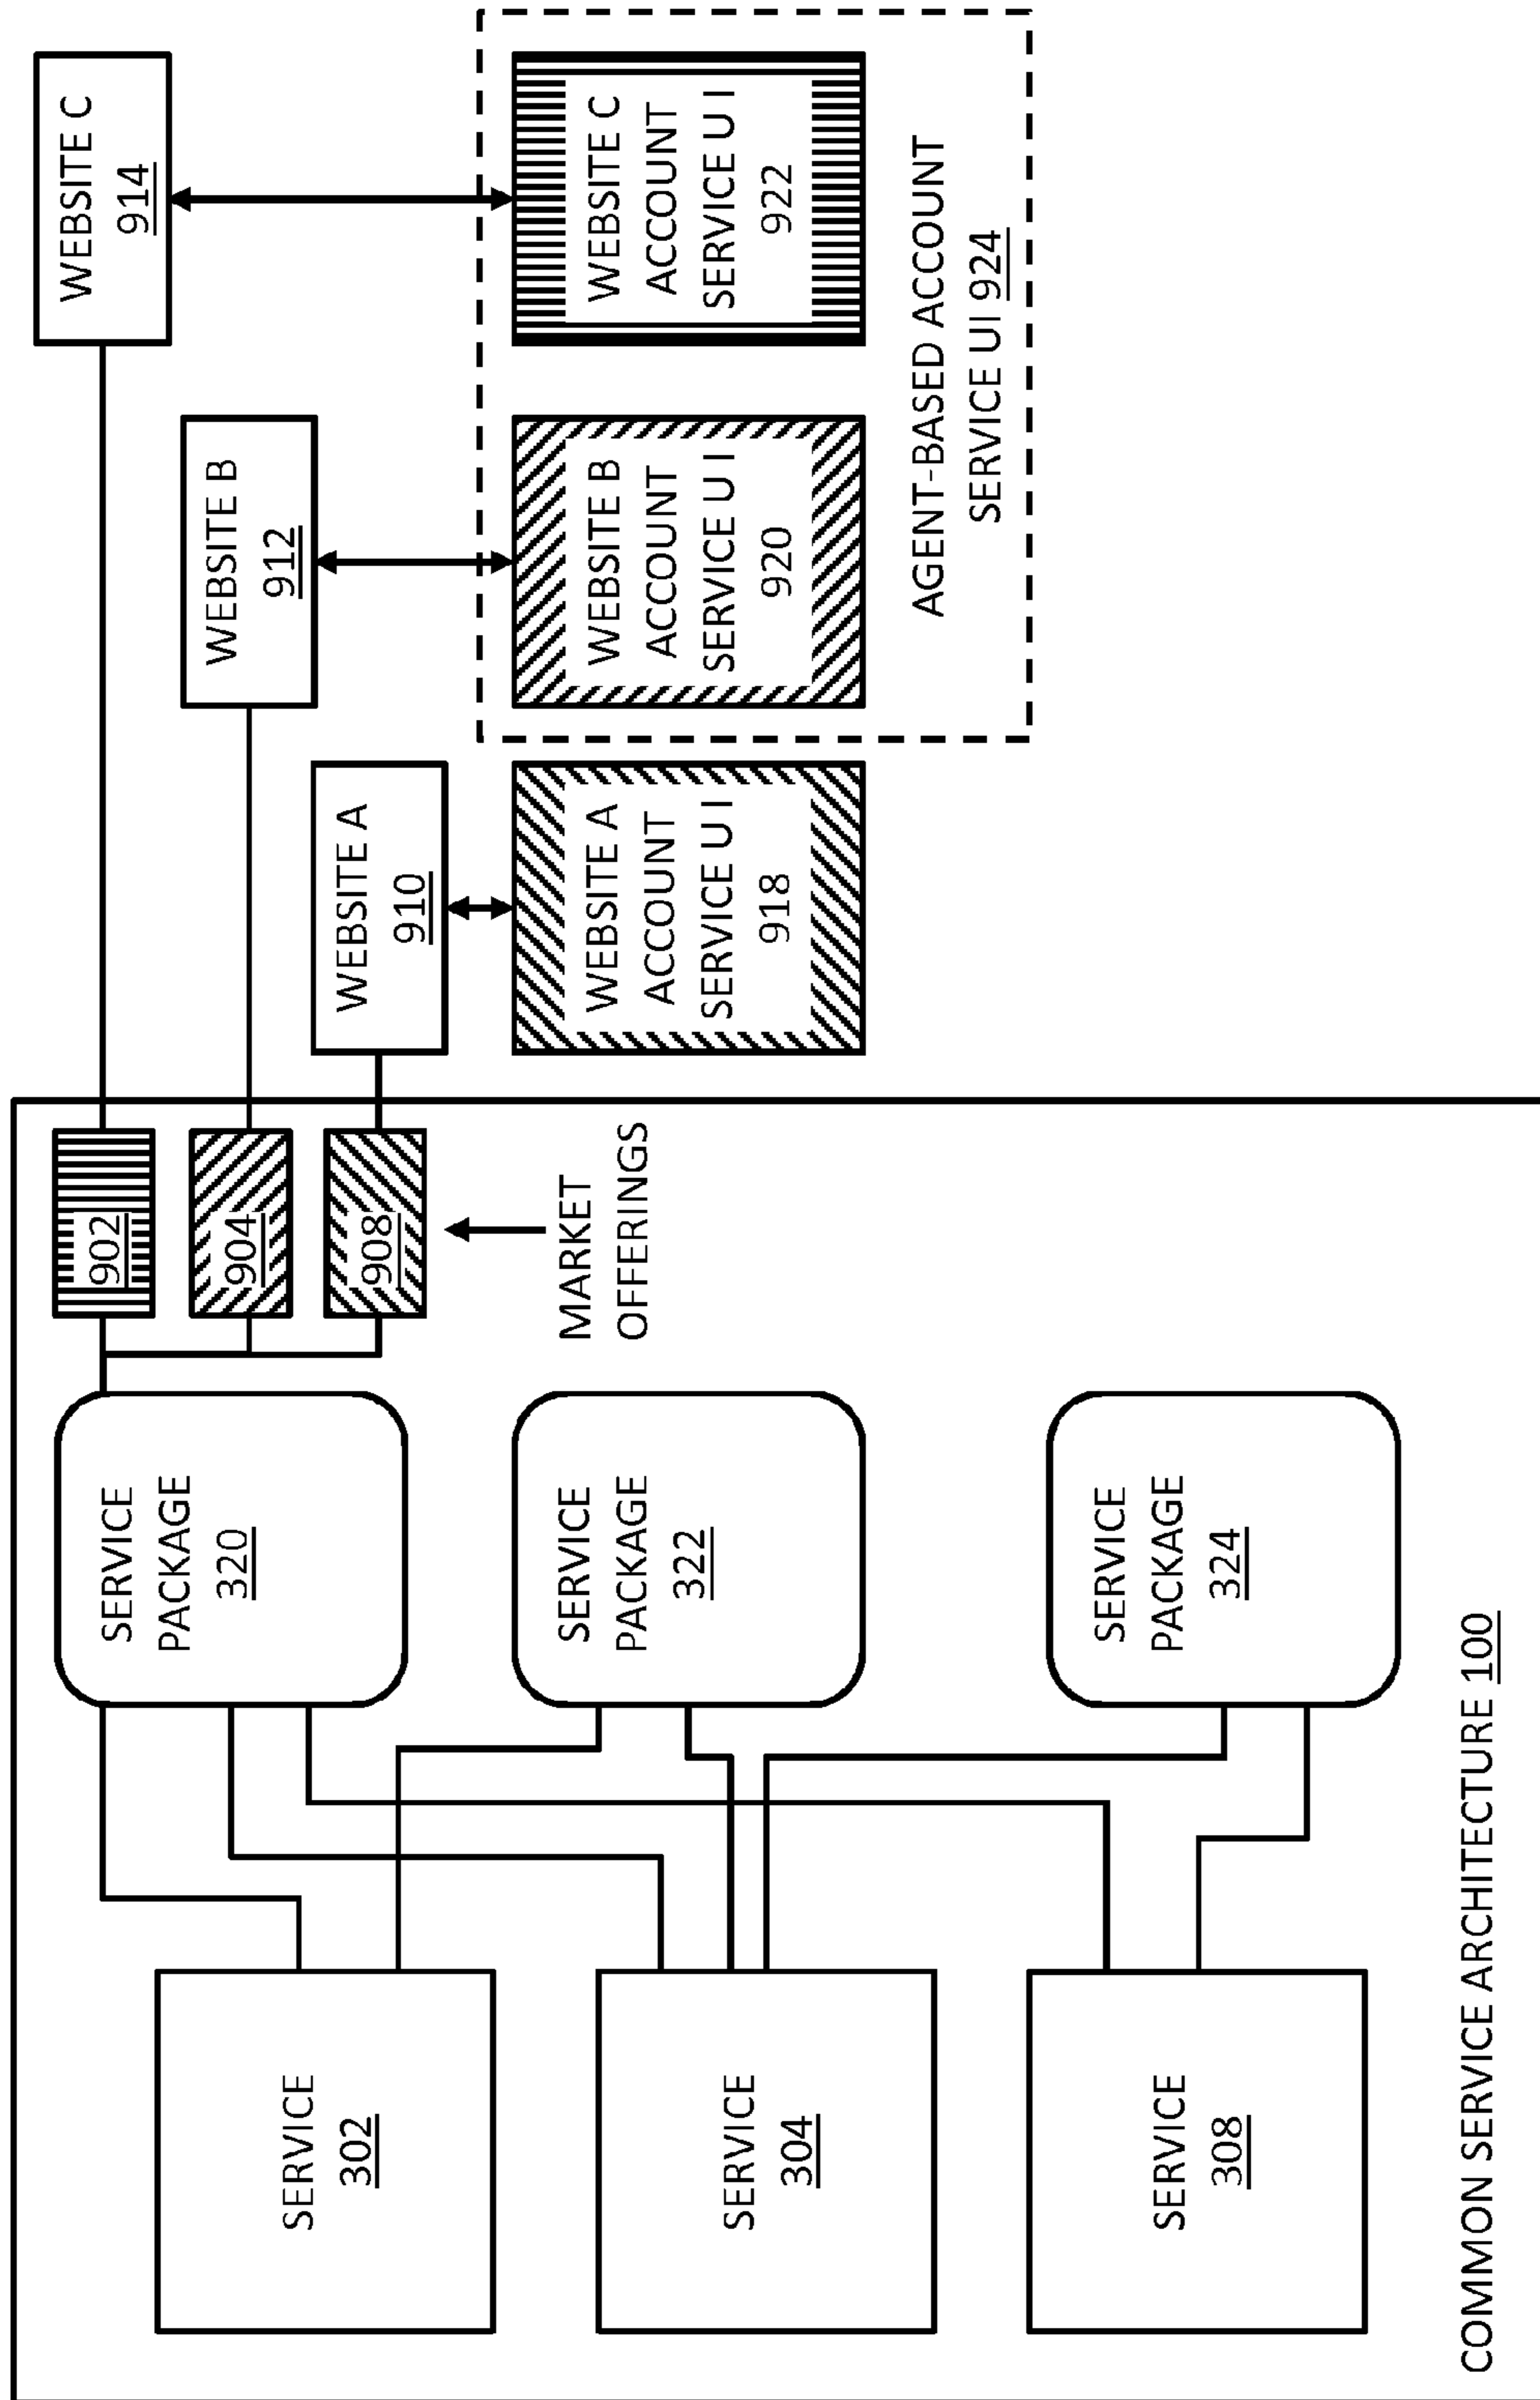 SERVICE
302
SERVICE
304
SERVICE
308
SERVICE
PACKAGE
320
SERVICE
PACKAGE
322
SERVICE
PACKAGE
324
902
904
908
MARKET
OFFERINGS
COMMON SERVICE ARCHITECTURE 100
WEBSITE A
910
WEBSITE B
912
WEBSITE C
914
WEBSITE A
ACCOUNT
SERVICE U I
918
WEBSITE B
ACCOUNT
SERVICE U I
920
WEBSITE C
ACCOUNT
SERVICE U I
922
AGENT-BASED ACCOUNT
SERVICE UI 924